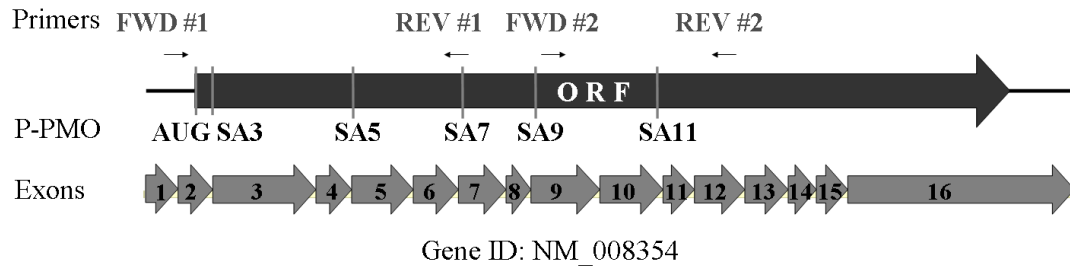 Primers FWD #1 REV #1 FWD #2 REV #2
O R F
P-PMO AUG SA3 SA5 SA7 SA9 SA11
Exons 1 2 3 4 5 6 7 8 9 10 11 12 13 14 15 16
Gene ID: NM_008354